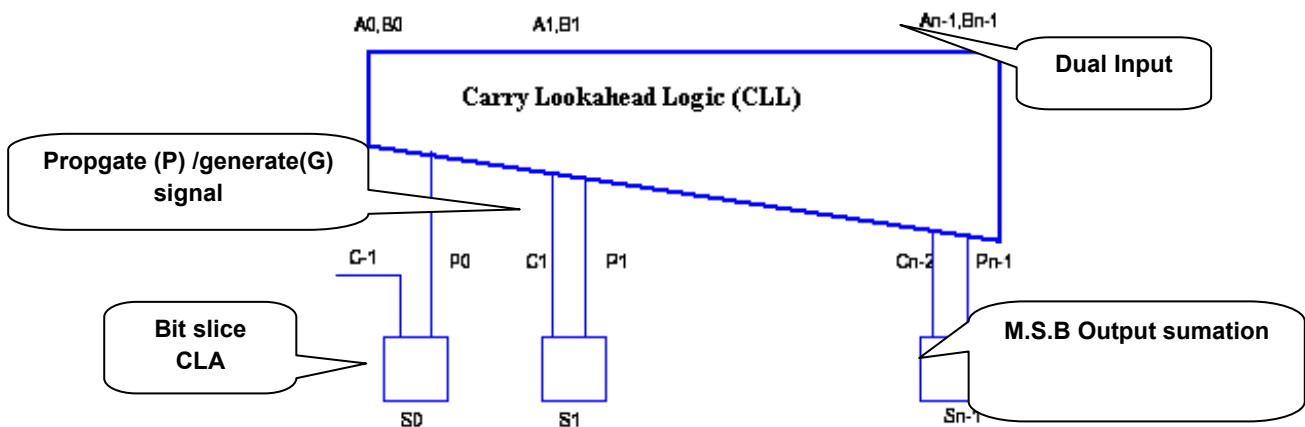 A0,B0
A1,B1
An-1,Bn-1
Dual Input
Carry Lookahead Logic (CLL)
Propgate (P) /generate(G)
signal
C-1
P0
C1
P1
Cn-2
Pn-1
Bit slice
CLA
M.S.B Output sumation
S0
S1
Sn-1